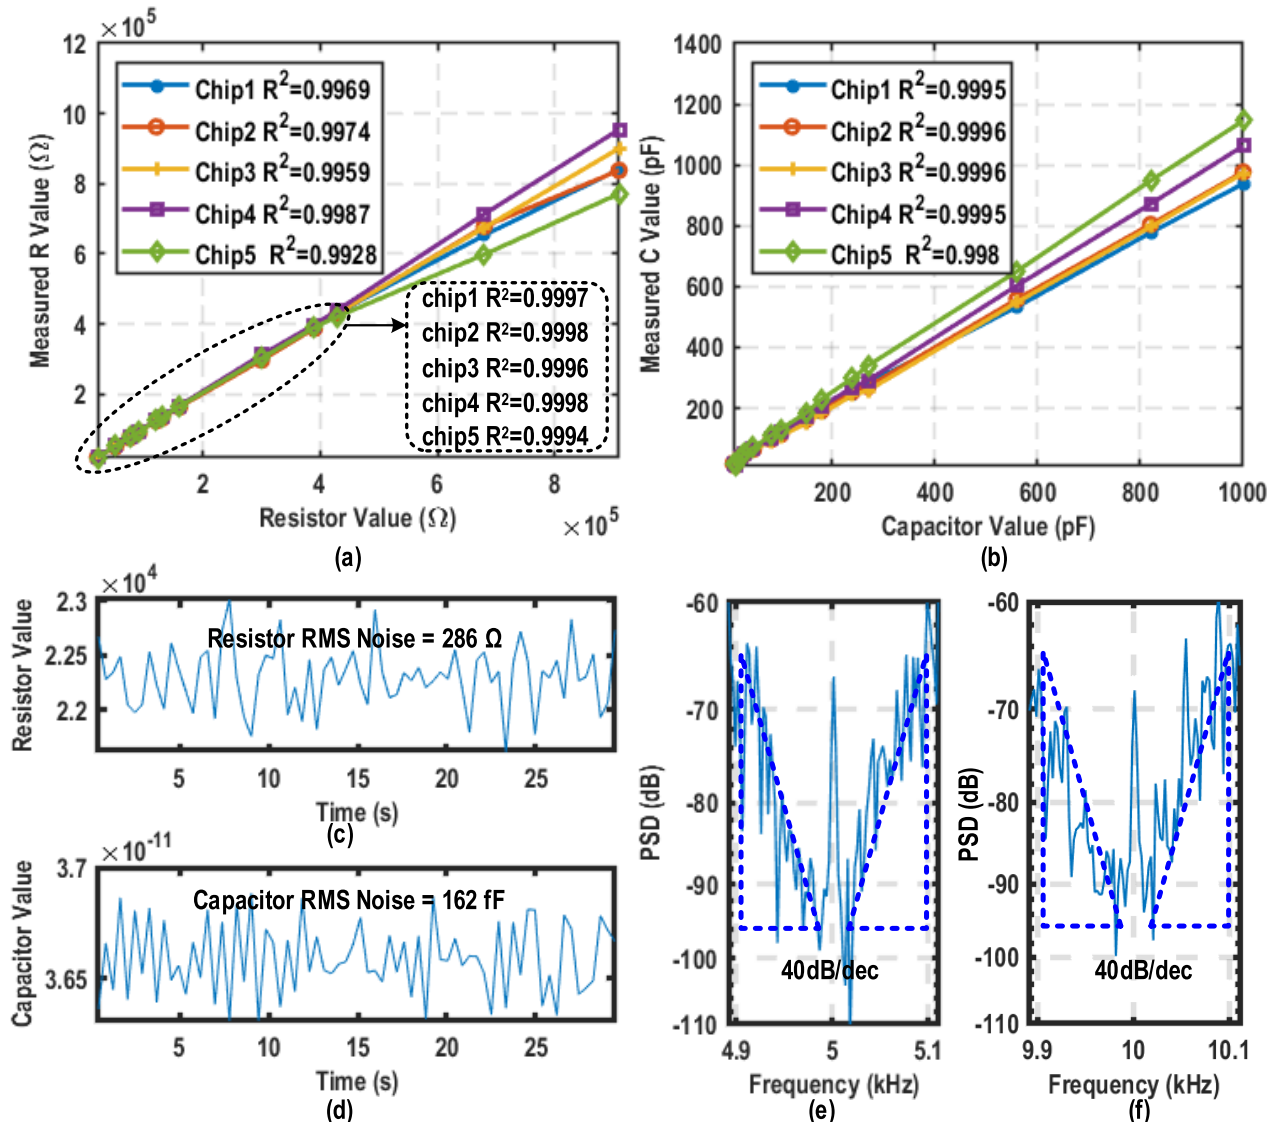 ×10⁵
12
10
8
6
4
2
Measured R Value (Ω)
Chip1 R²=0.9969
Chip2 R²=0.9974
Chip3 R²=0.9959
Chip4 R²=0.9987
Chip5 R²=0.9928
chip1 R²=0.9997
chip2 R²=0.9998
chip3 R²=0.9996
chip4 R²=0.9998
chip5 R²=0.9994
2 4 6 8
Resistor Value (Ω)
×10⁵
(a)
1400
1200
1000
800
600
400
200
Measured C Value (pF)
Chip1 R²=0.9995
Chip2 R²=0.9996
Chip3 R²=0.9996
Chip4 R²=0.9995
Chip5 R²=0.998
200 400 600 800 1000
Capacitor Value (pF)
(b)
×10⁴
2.3
2.25
2.2
Resistor Value
Resistor RMS Noise = 286 Ω
5 10 15 20 25
Time (s)
(c)
×10⁻¹¹
3.7
3.65
Capacitor Value
Capacitor RMS Noise = 162 fF
5 10 15 20 25
Time (s)
(d)
-60
-70
-80
-90
-100
-110
PSD (dB)
40dB/dec
4.9 5 5.1
Frequency (kHz)
(e)
-60
-70
-80
-90
-100
-110
PSD (dB)
40dB/dec
9.9 10 10.1
Frequency (kHz)
(f)